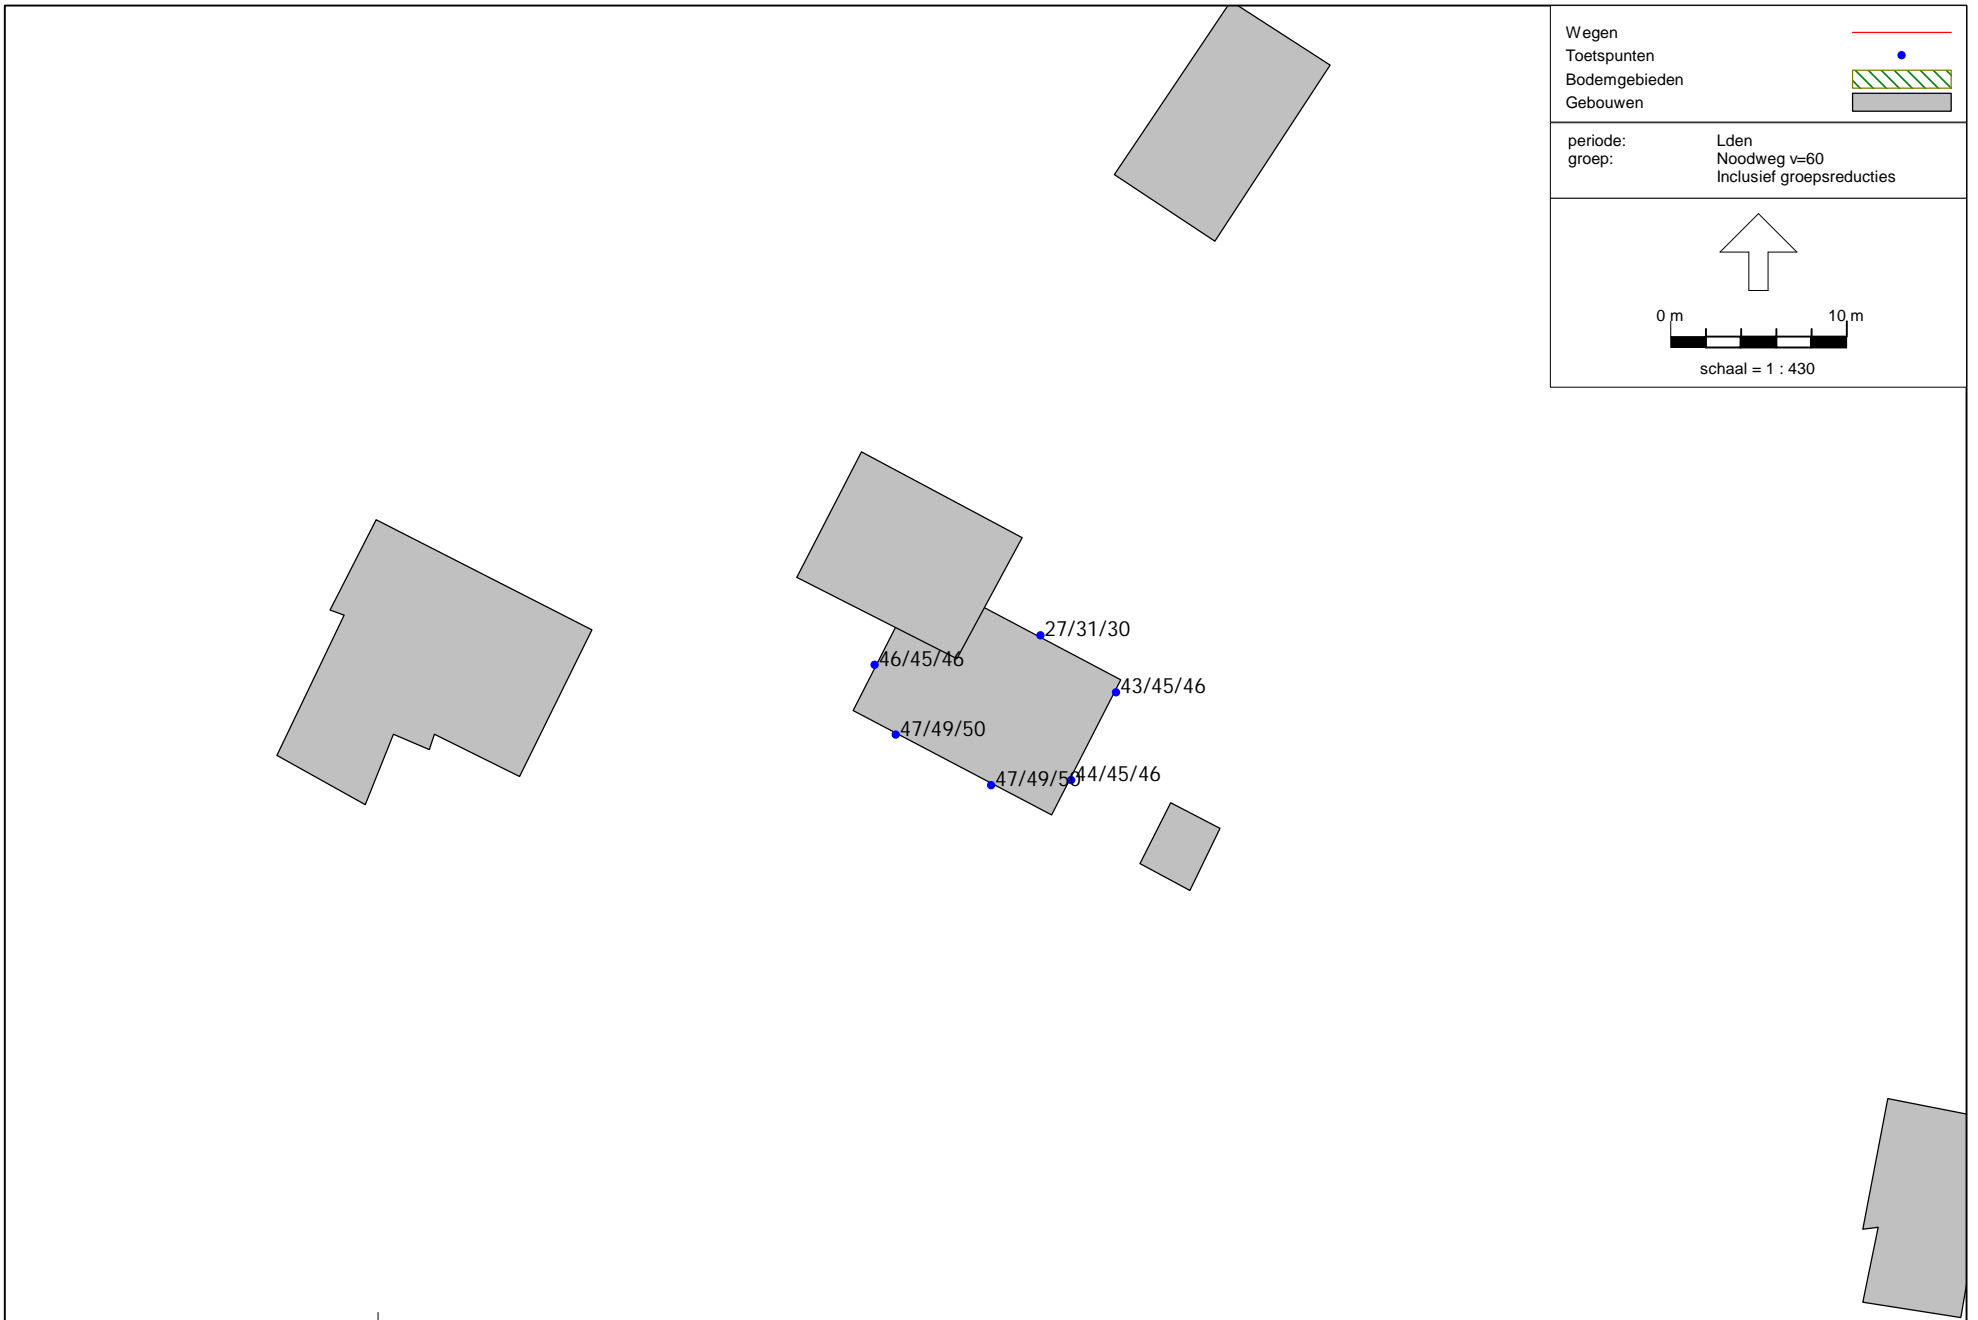 Wegen
Toetspunten
Bodemgebieden
Gebouwen
periode: Lden
groep: Noodweg v=60
Inclusief groepsreducties
0 m 10 m
schaal = 1 : 430
27/31/30
46/45/46
43/45/46
47/49/50
47/49/50
44/45/46